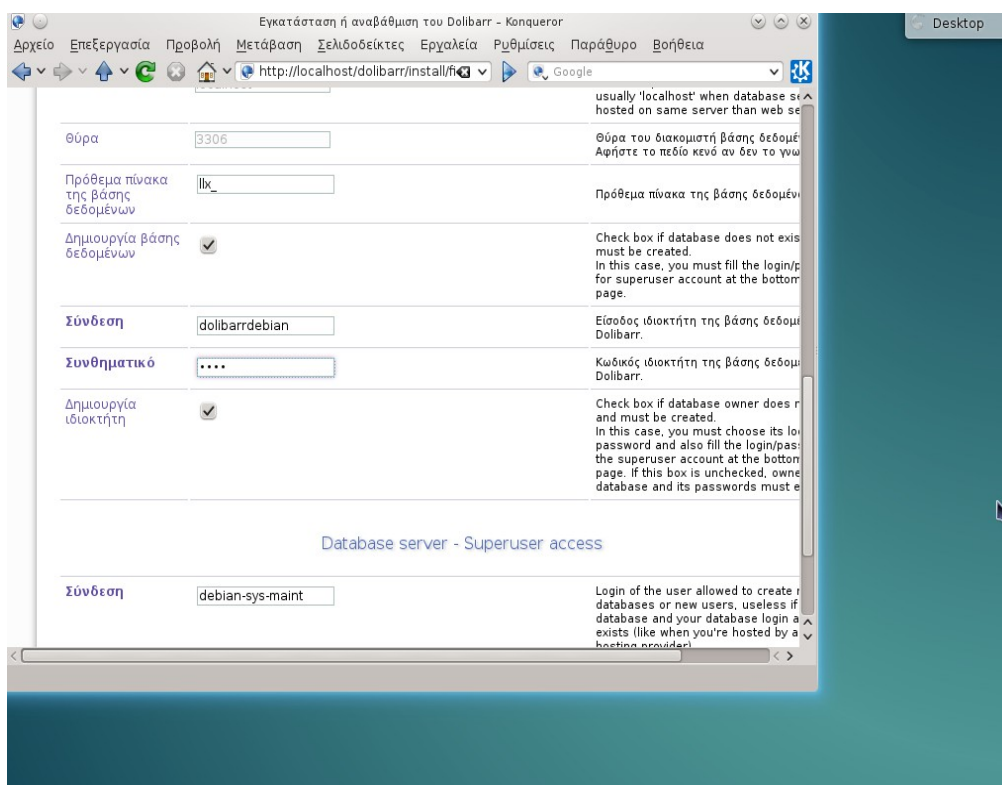 Εγκατάσταση ή αναβάθμιση του Dolibarr - Konqueror
Desktop
Αρχείο Επεξεργασία Προβολή Μετάβαση Σελιδοδείκτες Εργαλεία Ρυθμίσεις Παράθυρο Βοήθεια
http://localhost/dolibarr/install/fi
Google
usually 'localhost' when database se
hosted on same server than web se
Θύρα
3306
Θύρα του διακομιστή βάσης δεδομέ
Αφήστε το πεδίο κενό αν δεν το γνω
Πρόθεμα πίνακα
της βάσης
δεδομένων
llx_
Πρόθεμα πίνακα της βάσης δεδομένω
Δημιουργία βάσης
δεδομένων
Check box if database does not exis
must be created.
In this case, you must fill the login/p
for superuser account at the bottom
page.
Σύνδεση
dolibarrdebian
Είσοδος ιδιοκτήτη της βάσης δεδομέ
Dolibarr.
Συνθηματικό
••••
Κωδικός ιδιοκτήτη της βάσης δεδομέ
Dolibarr.
Δημιουργία
ιδιοκτήτη
Check box if database owner does n
and must be created.
In this case, you must choose its log
password and also fill the login/pass
the superuser account at the bottom
page. If this box is unchecked, owne
database and its passwords must e
Database server - Superuser access
Σύνδεση
debian-sys-maint
Login of the user allowed to create n
databases or new users, useless if
database and your database login a
exists (like when you're hosted by a
hosting provider)